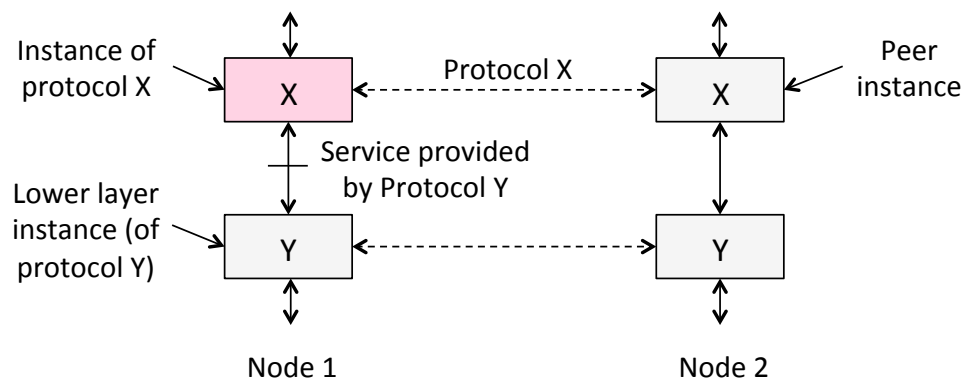 Instance of
protocol X
X
Protocol X
X
Peer
instance
Service provided
by Protocol Y
Lower layer
instance (of
protocol Y)
Y
Y
Node 1
Node 2